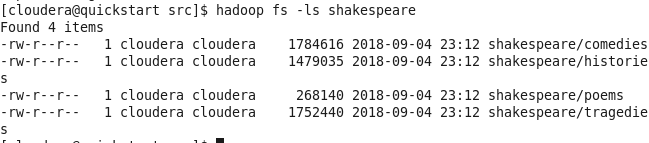 [cloudera@quickstart src]$ hadoop fs -ls shakespeare
Found 4 items
-rw-r--r--   1 cloudera cloudera    1784616 2018-09-04 23:12 shakespeare/comedies
-rw-r--r--   1 cloudera cloudera    1479035 2018-09-04 23:12 shakespeare/historie
s
-rw-r--r--   1 cloudera cloudera     268140 2018-09-04 23:12 shakespeare/poems
-rw-r--r--   1 cloudera cloudera    1752440 2018-09-04 23:12 shakespeare/tragedie
s